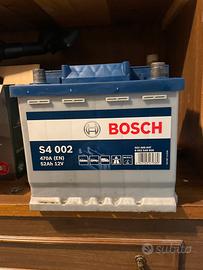 BOSCH
S4 002
470A (EN)
52Ah 12V
subito